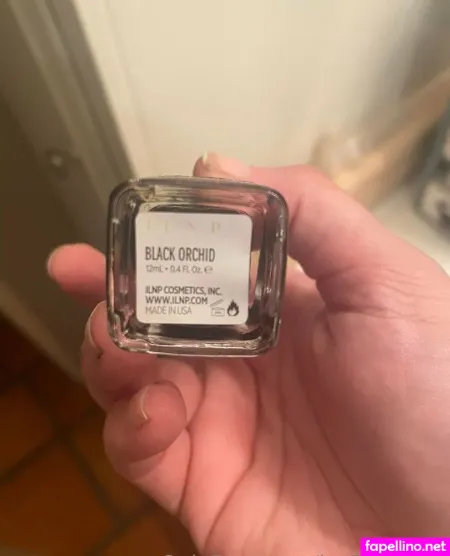 ILNP
BLACK ORCHID
12mL • 0.4 Fl. Oz. ℮
ILNP COSMETICS, INC.
WWW.ILNP.COM
MADE IN USA
fapellino.net